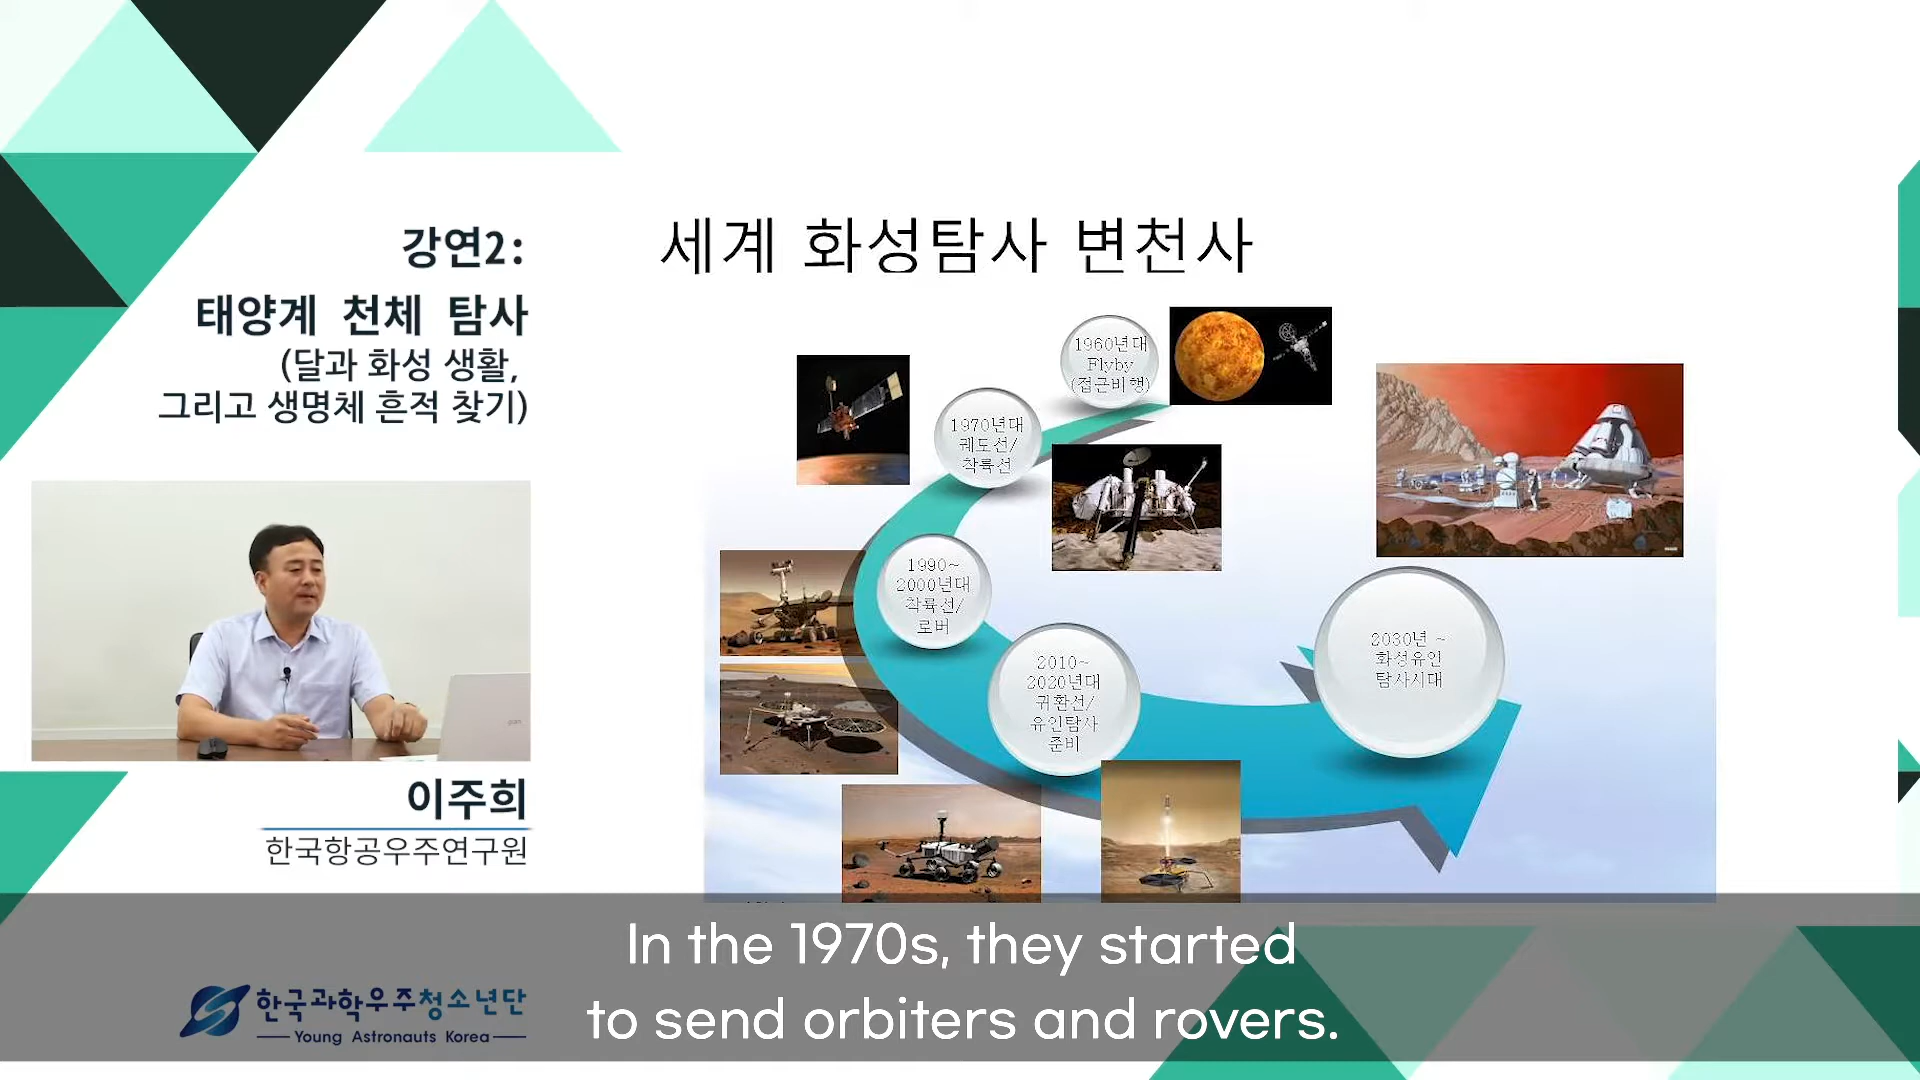 강연2:
태양계 천체 탐사
(달과 화성 생활,
그리고 생명체 흔적 찾기)
이주희
한국항공우주연구원
세계 화성탐사 변천사
1960년대
Flyby
(접근비행)
1970년대
궤도선/
착륙선
1990~
2000년대
착륙선/
로버
2010~
2020년대
귀환선/
유인탐사
준비
2030년 ~
화성유인
탐사시대
In the 1970s, they started
to send orbiters and rovers.
한국과학우주청소년단
Young Astronauts Korea